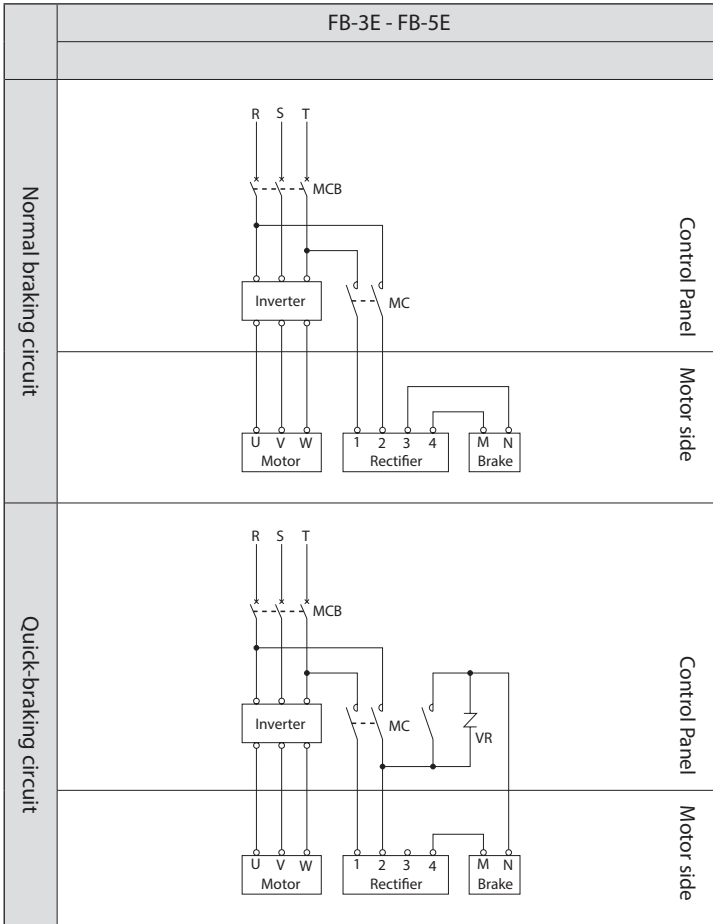 FB-3E - FB-5E
Normal braking circuit
R S T
MCB
Control Panel
Inverter
MC
Motor side
U V W
Motor
1 2 3 4
Rectifier
M N
Brake
Quick-braking circuit
R S T
MCB
Control Panel
Inverter
MC
VR
Motor side
U V W
Motor
1 2 3 4
Rectifier
M N
Brake